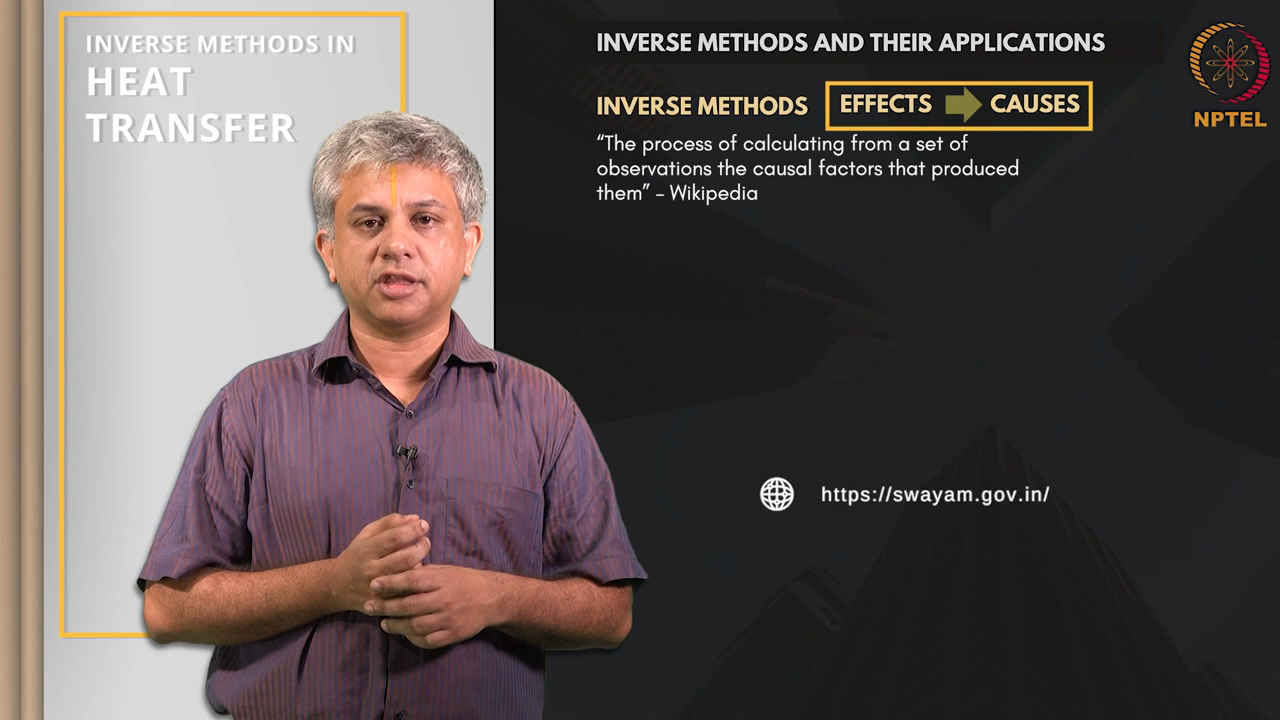 INVERSE METHODS IN
HEAT
TRANSFER
INVERSE METHODS AND THEIR APPLICATIONS
INVERSE METHODS EFFECTS CAUSES
“The process of calculating from a set of
observations the causal factors that produced
them” – Wikipedia
https://swayam.gov.in/
NPTEL